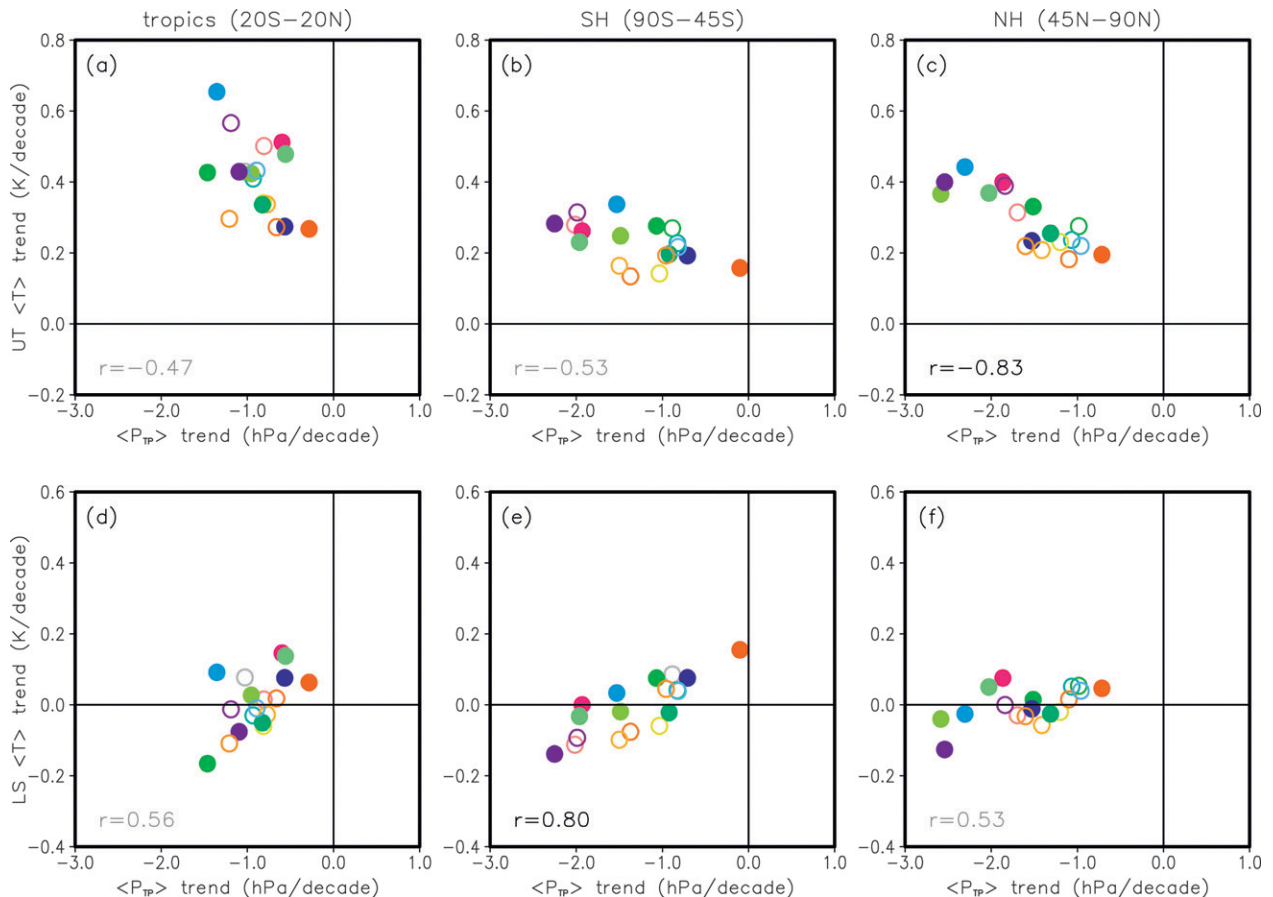 tropics (20S−20N)
SH (90S−45S)
NH (45N−90N)
(a)
(b)
(c)
UT <T> trend (K/decade)
0.8
0.6
0.4
0.2
0.0
−0.2
0.8
0.6
0.4
0.2
0.0
−0.2
0.8
0.6
0.4
0.2
0.0
−0.2
r=−0.47
r=−0.53
r=−0.83
−3.0 −2.0 −1.0 0.0 1.0
−3.0 −2.0 −1.0 0.0 1.0
−3.0 −2.0 −1.0 0.0 1.0
<P_TP> trend (hPa/decade)
<P_TP> trend (hPa/decade)
<P_TP> trend (hPa/decade)
(d)
(e)
(f)
LS <T> trend (K/decade)
0.6
0.4
0.2
0.0
−0.2
−0.4
0.6
0.4
0.2
0.0
−0.2
−0.4
0.6
0.4
0.2
0.0
−0.2
−0.4
r=0.56
r=0.80
r=0.53
−3.0 −2.0 −1.0 0.0 1.0
−3.0 −2.0 −1.0 0.0 1.0
−3.0 −2.0 −1.0 0.0 1.0
<P_TP> trend (hPa/decade)
<P_TP> trend (hPa/decade)
<P_TP> trend (hPa/decade)